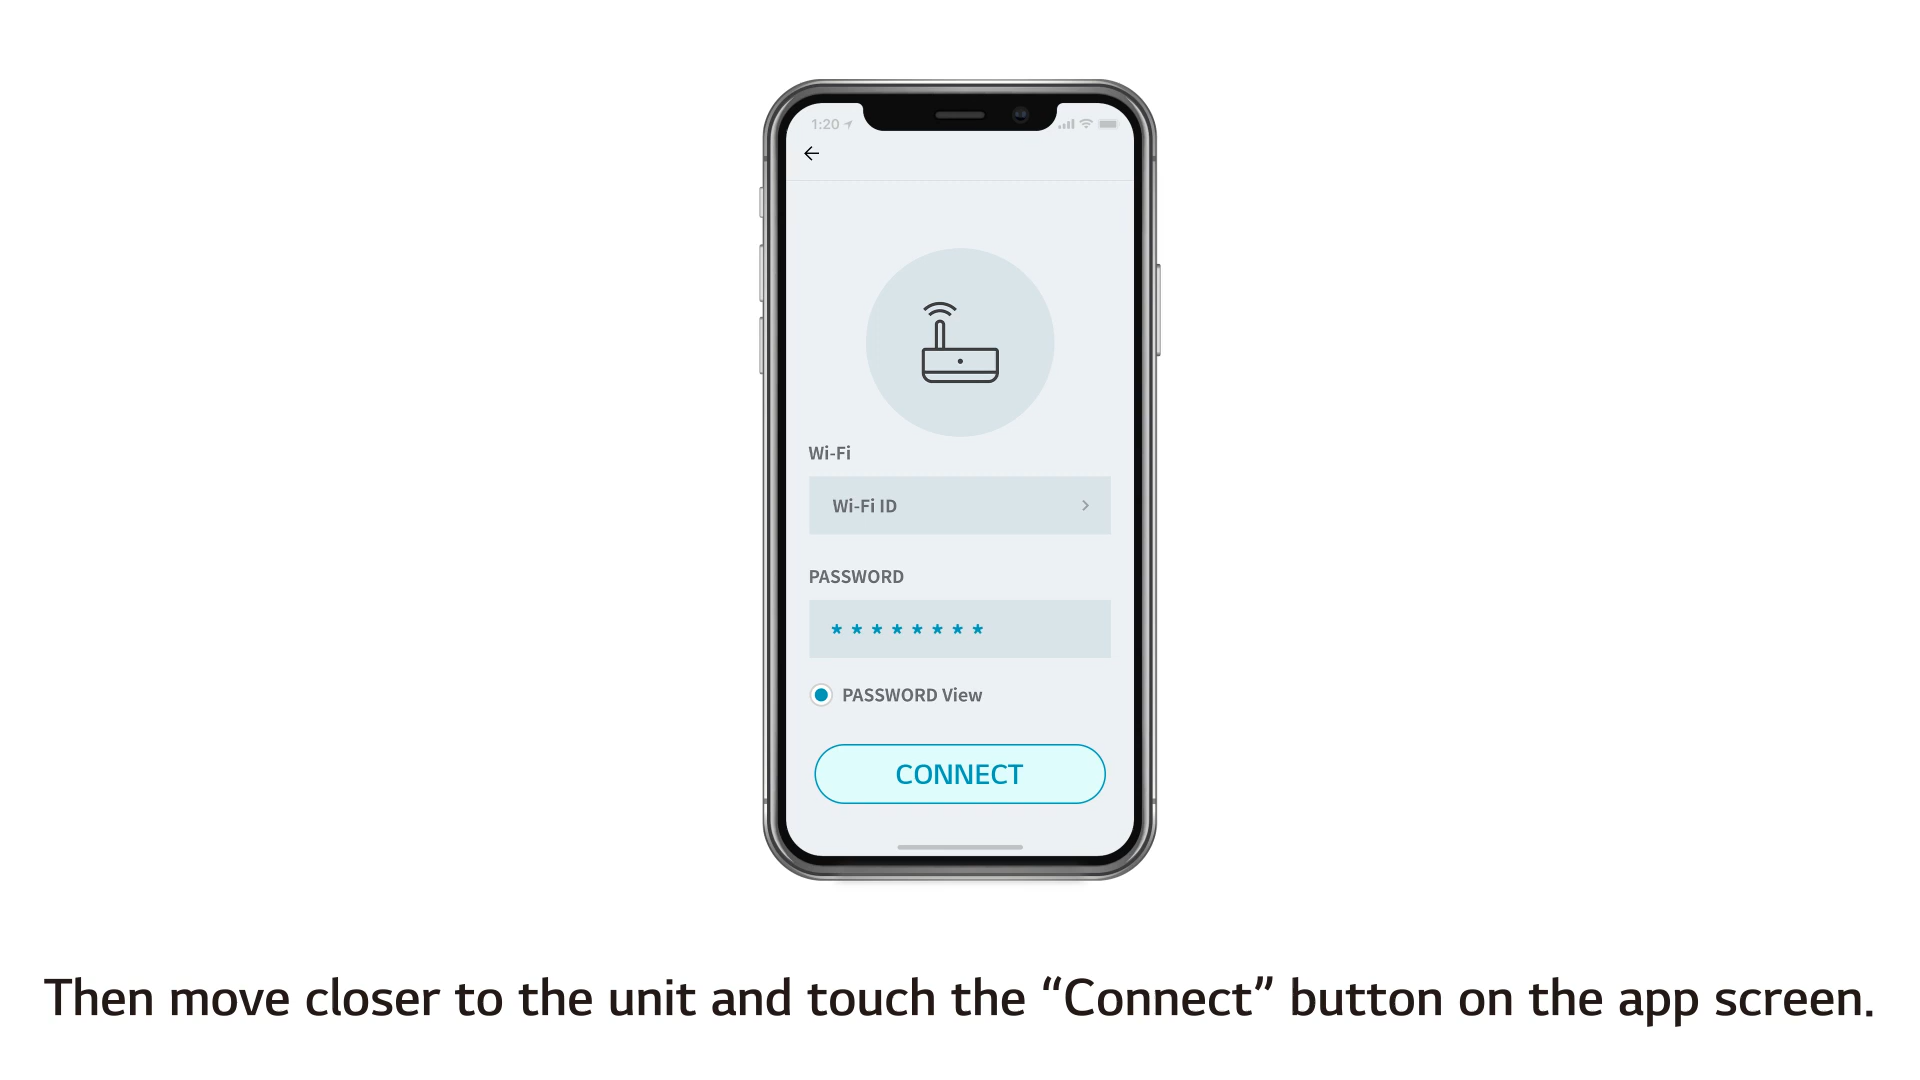 1:20
Wi-Fi
Wi-Fi ID
PASSWORD
* * * * * * * *
PASSWORD View
CONNECT
Then move closer to the unit and touch the “Connect” button on the app screen.